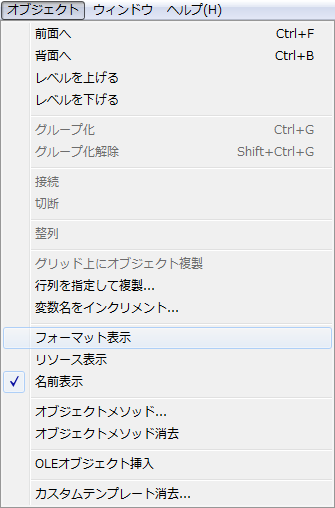 オブジェクト ウィンドウ ヘルプ(H)
前面へ Ctrl+F
背面へ Ctrl+B
レベルを上げる
レベルを下げる
グループ化 Ctrl+G
グループ化解除 Shift+Ctrl+G
接続
切断
整列
グリッド上にオブジェクト複製
行列を指定して複製...
変数名をインクリメント...
フォーマット表示
リソース表示
名前表示
オブジェクトメソッド...
オブジェクトメソッド消去
OLEオブジェクト挿入
カスタムテンプレート消去...